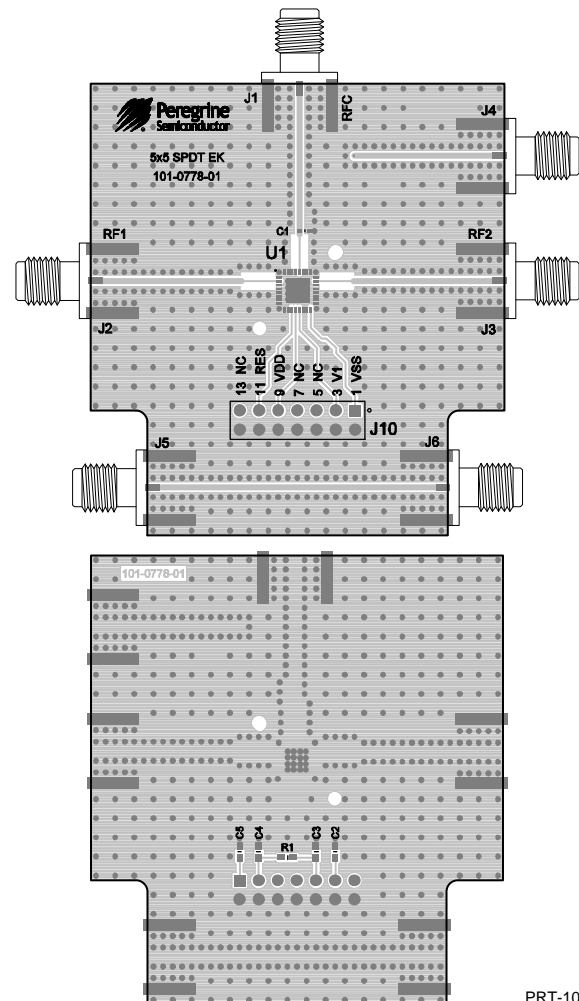 J1
RFC
Peregrine
Semiconductor
J4
5x5 SPDT EK
101-0778-01
C1
RF1
RF2
U1
J2
J3
13 NC
11 RES
9 VDD
7 NC
5 NC
3 V1
1 VSS
J10
J5
J6
101-0778-01
C5
C4
C3
C2
R1
PRT-10